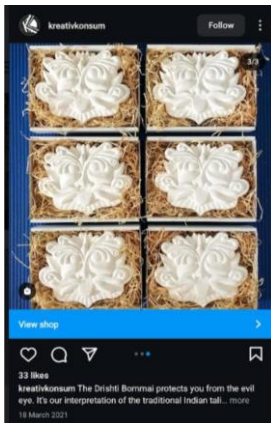 kreativkonsum
Follow
3/3
View shop
33 likes
kreativkonsum The Drishti Bommai protects you from the evil
eye. It's our interpretation of the traditional Indian tali... more
18 March 2021